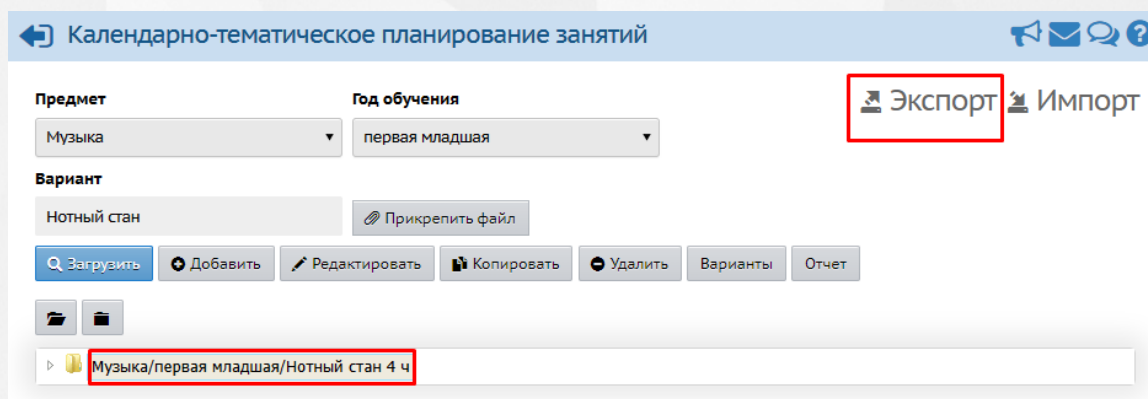 Календарно-тематическое планирование занятий
Предмет Год обучения Экспорт Импорт
Музыка первая младшая
Вариант
Нотный стан Прикрепить файл
Загрузить Добавить Редактировать Копировать Удалить Варианты Отчет
Музыка/первая младшая/Нотный стан 4 ч